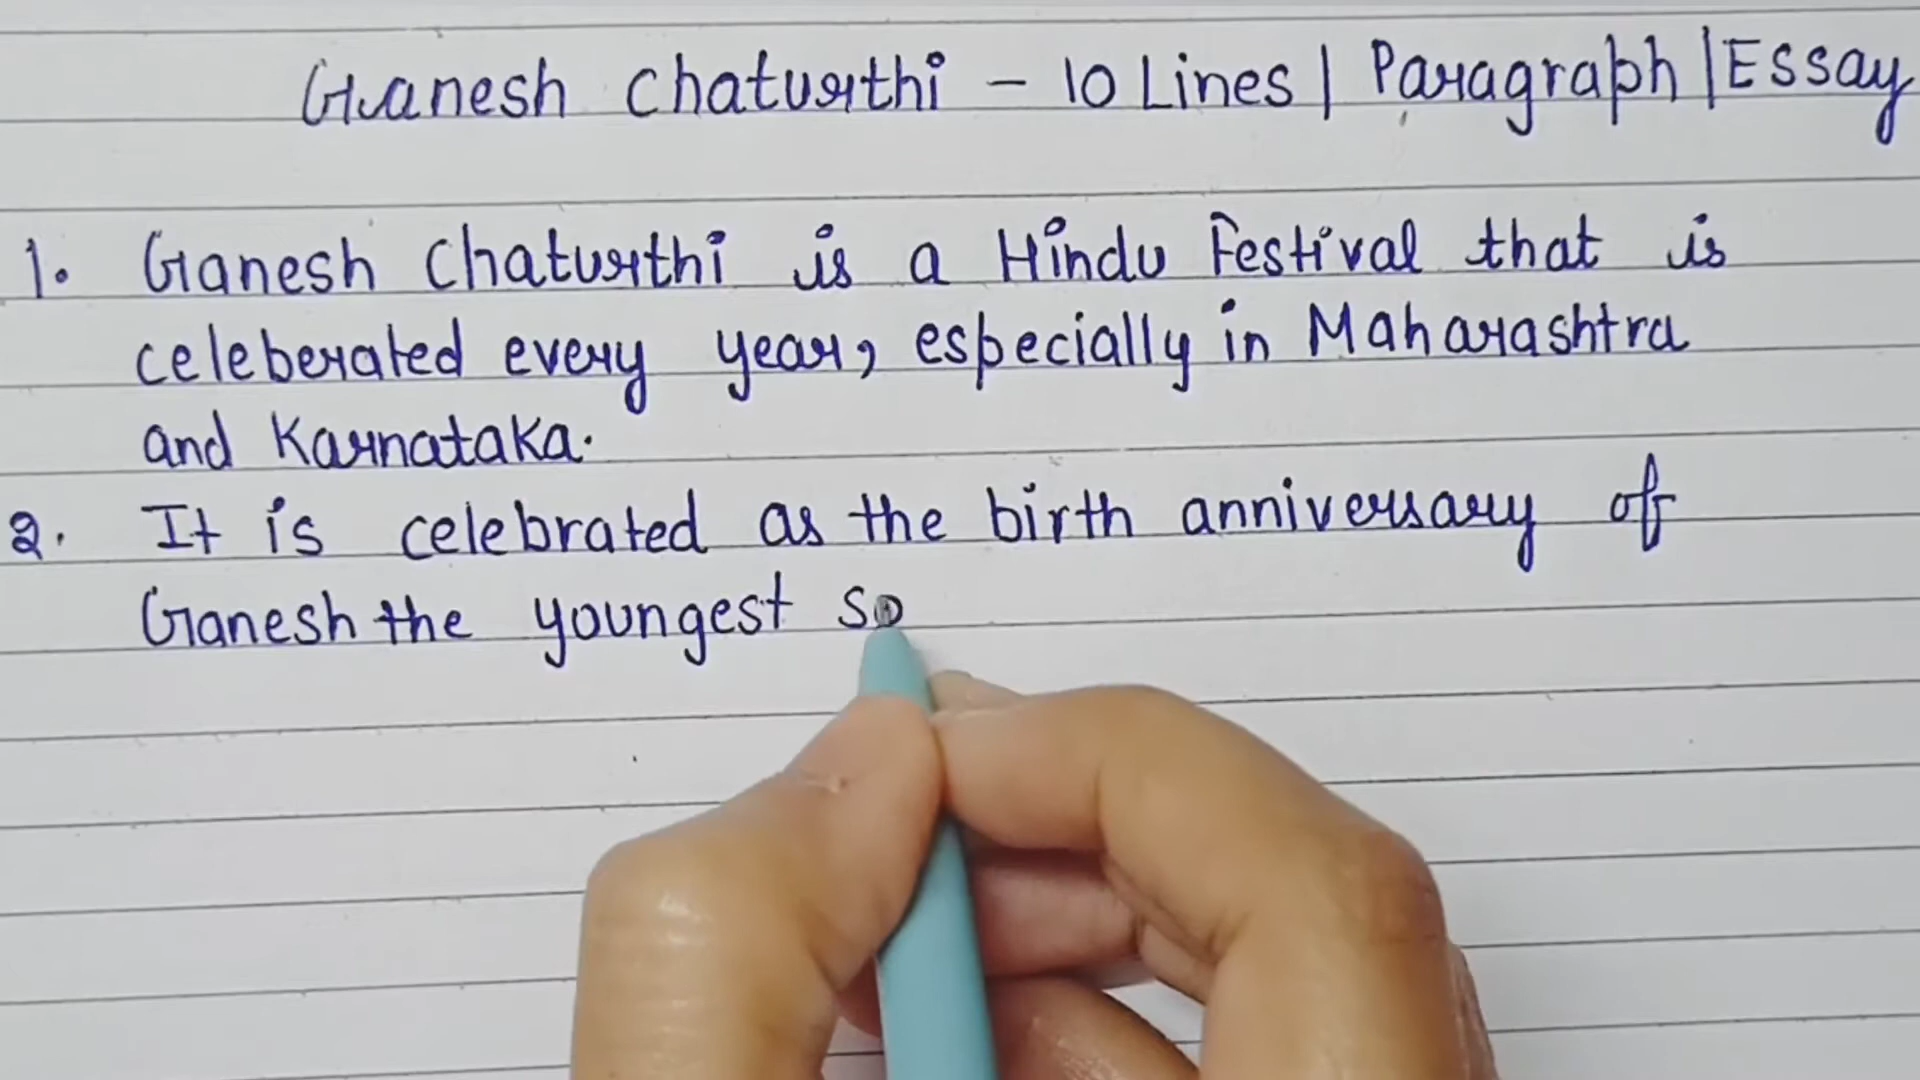 Ganesh Chaturthi - 10 Lines | Paragraph | Essay
1. Ganesh Chaturthi is a Hindu Festival that is
celeberated every year, especially in Maharashtra
and Karnataka.
2. It is celebrated as the birth anniversary of
Ganesh the youngest so